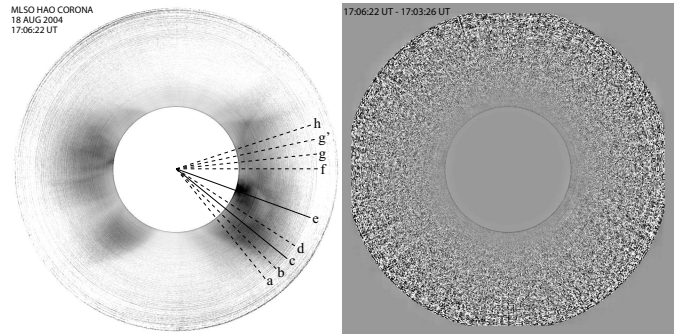 MLSO HAO CORONA
18 AUG 2004
17:06:22 UT
17:06:22 UT - 17:03:26 UT
h
g'
g
f
e
d
c
b
a